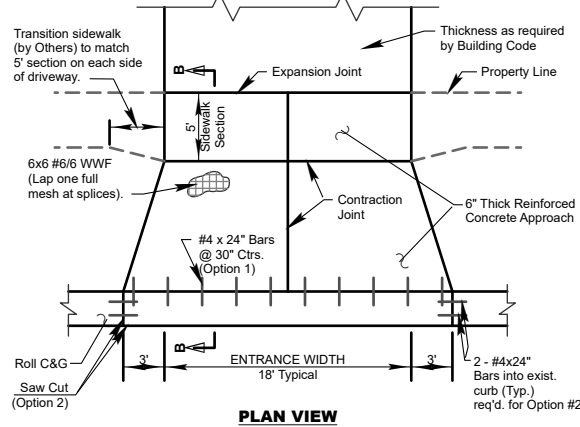 Transition sidewalk
(by Others) to match
5' section on each side
of driveway.
B
Expansion Joint
Thickness as required
by Building Code
Property Line
5'
Sidewalk
Section
6x6 #6/6 WWF
(Lap one full
mesh at splices).
Contraction
Joint
6" Thick Reinforced
Concrete Approach
#4 x 24" Bars
@ 30" Ctrs.
(Option 1)
Roll C&G
Saw Cut
(Option 2)
3'
B
ENTRANCE WIDTH
18' Typical
3'
2 - #4x24"
Bars into exist.
curb (Typ.)
req'd. for Option #2
PLAN VIEW